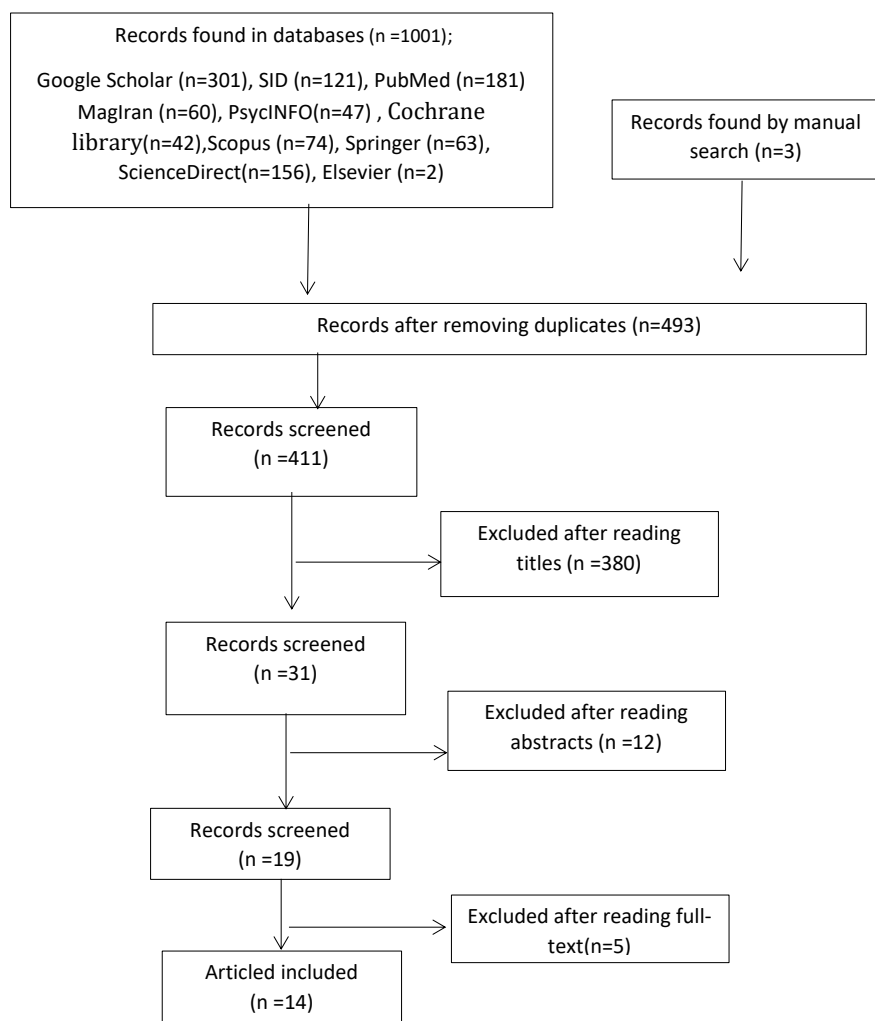 Records found in databases (n =1001);
Google Scholar (n=301), SID (n=121), PubMed (n=181)
MagIran (n=60), PsycINFO(n=47) , Cochrane
library(n=42),Scopus (n=74), Springer (n=63),
ScienceDirect(n=156), Elsevier (n=2)
Records found by manual
search (n=3)
Records after removing duplicates (n=493)
Records screened
(n =411)
Excluded after reading
titles (n =380)
Records screened
(n =31)
Excluded after reading
abstracts (n =12)
Records screened
(n =19)
Excluded after reading full-
text(n=5)
Articled included
(n =14)